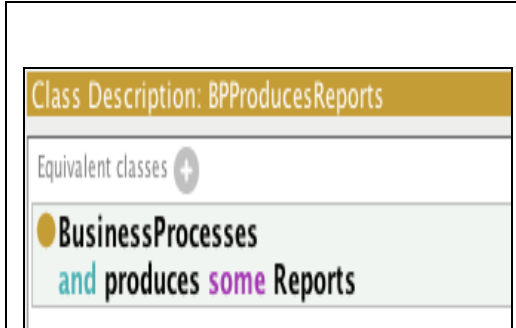 Class Description: BPProducesReports
Equivalent classes
BusinessProcesses
and produces some Reports